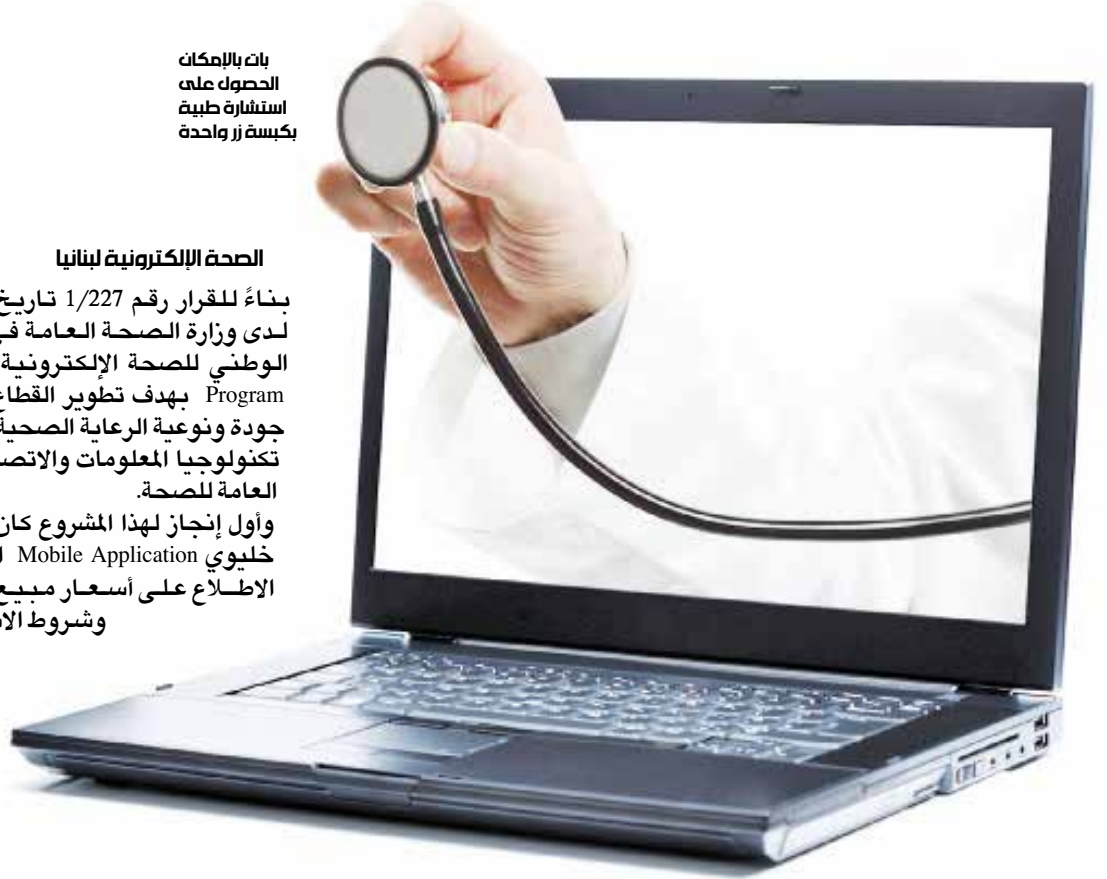 بات بالإمكان
الحصول على
استشارة طبية
بكبسة زر واحدة
الصحة الإلكترونية لبنانيا
بناءً للقرار رقم 1/227 تاريخ
لدى وزارة الصحة العامة في
الوطني للصحة الإلكترونية
Program بهدف تطوير القطاع
جودة ونوعية الرعاية الصحية
تكنولوجيا المعلومات والاتص
العامة للصحة.
وأول إنجاز لهذا المشروع كان
خليوي Mobile Application
الاطلاع على أسعار مبيع
وشروط